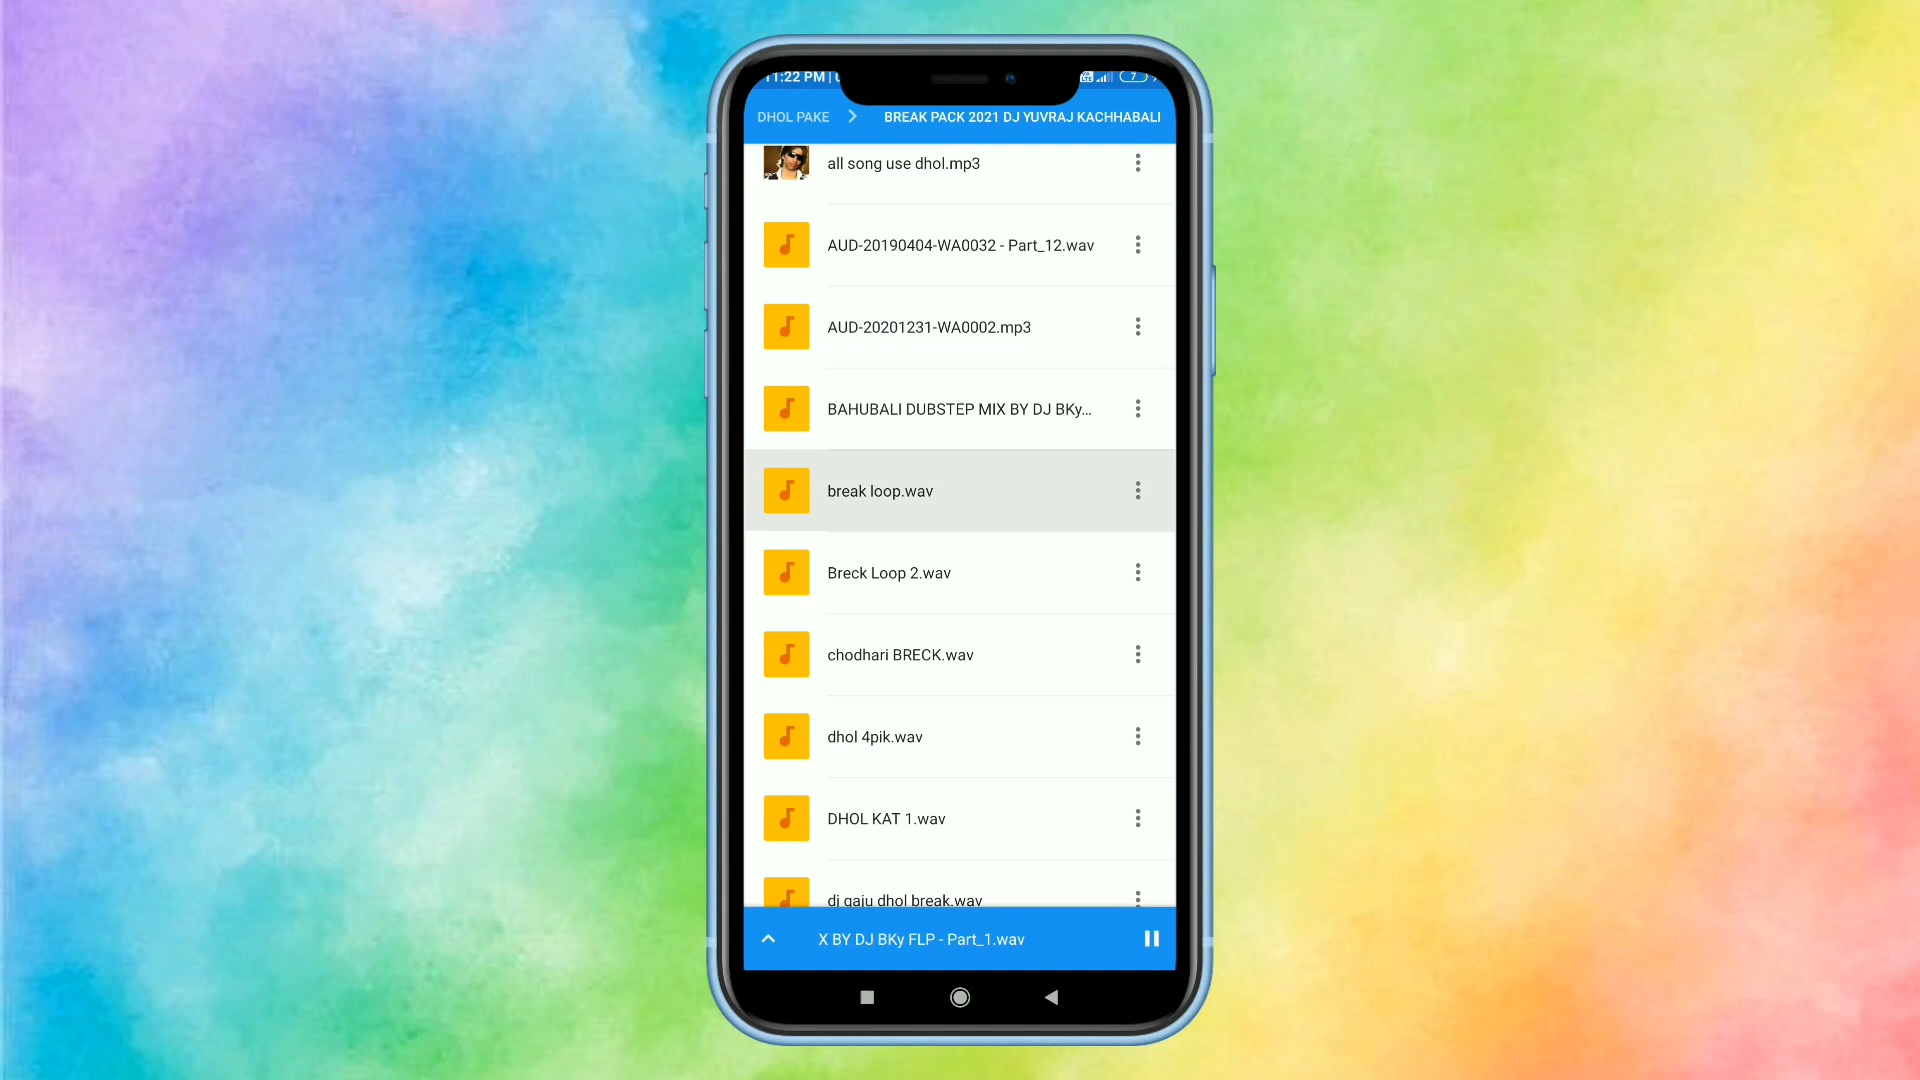 11:22 PM |
7
DHOL PAKE > BREAK PACK 2021 DJ YUVRAJ KACHHABALI
all song use dhol.mp3
AUD-20190404-WA0032 - Part_12.wav
AUD-20201231-WA0002.mp3
BAHUBALI DUBSTEP MIX BY DJ BKy...
break loop.wav
Breck Loop 2.wav
chodhari BRECK.wav
dhol 4pik.wav
DHOL KAT 1.wav
dj gaju dhol break.wav
X BY DJ BKy FLP - Part_1.wav